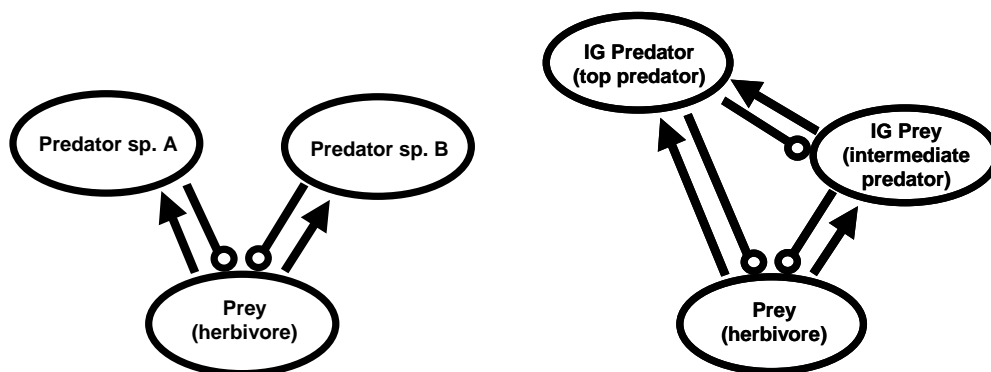 Predator sp. A
Predator sp. B
Prey
(herbivore)
IG Predator
(top predator)
IG Prey
(intermediate
predator)
Prey
(herbivore)